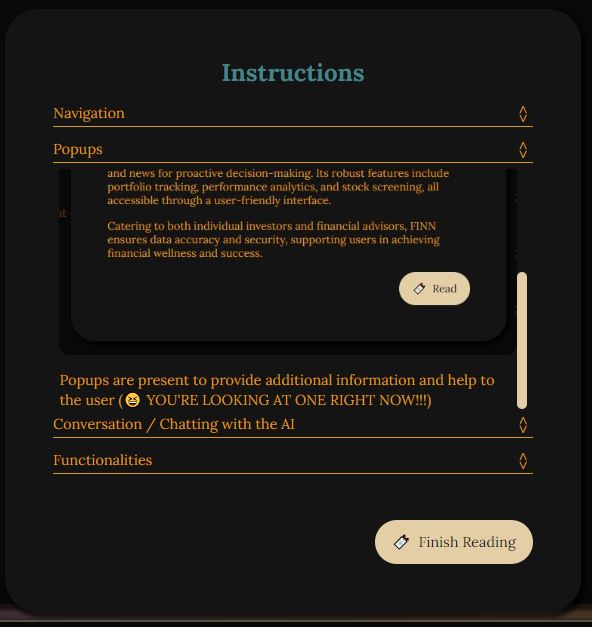 Instructions
Navigation
Popups
and news for proactive decision-making. Its robust features include
portfolio tracking, performance analytics, and stock screening, all
accessible through a user-friendly interface.
Catering to both individual investors and financial advisors, FINN
ensures data accuracy and security, supporting users in achieving
financial wellness and success.
Read
Popups are present to provide additional information and help to
the user (😆 YOU'RE LOOKING AT ONE RIGHT NOW!!!)
Conversation / Chatting with the AI
Functionalities
Finish Reading